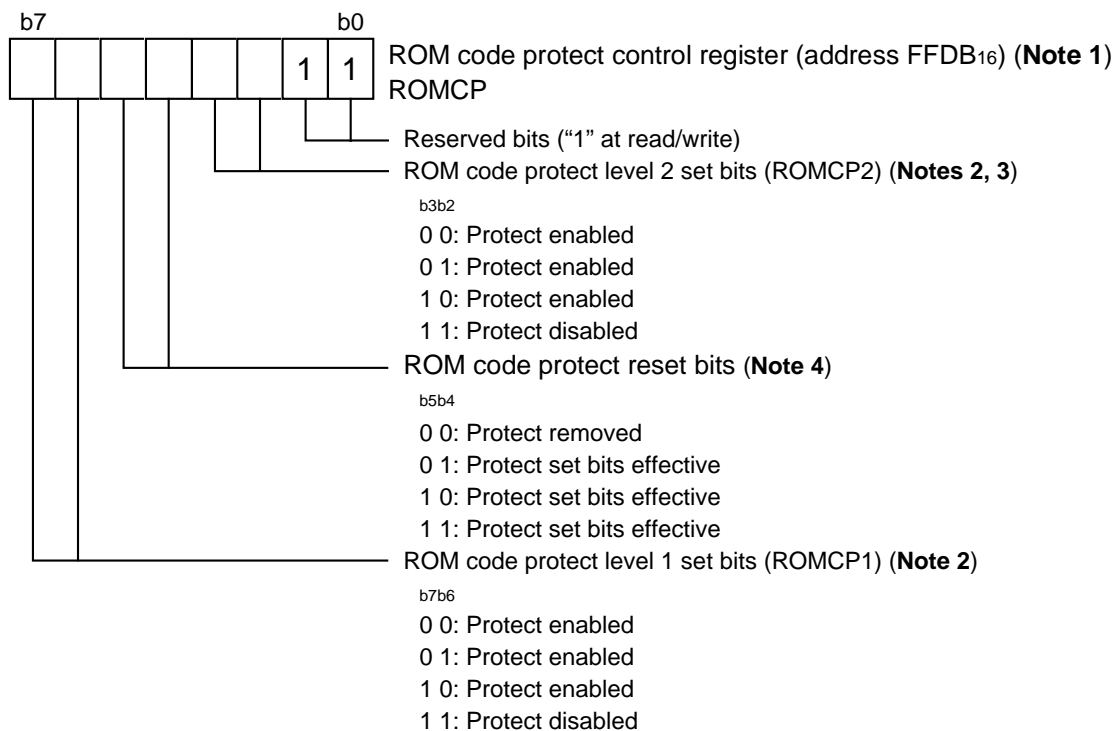 b7 b0
1 1
ROM code protect control register (address FFDB16) (Note 1)
ROMCP
Reserved bits (“1” at read/write)
ROM code protect level 2 set bits (ROMCP2) (Notes 2, 3)
b3b2
0 0: Protect enabled
0 1: Protect enabled
1 0: Protect enabled
1 1: Protect disabled
ROM code protect reset bits (Note 4)
b5b4
0 0: Protect removed
0 1: Protect set bits effective
1 0: Protect set bits effective
1 1: Protect set bits effective
ROM code protect level 1 set bits (ROMCP1) (Note 2)
b7b6
0 0: Protect enabled
0 1: Protect enabled
1 0: Protect enabled
1 1: Protect disabled